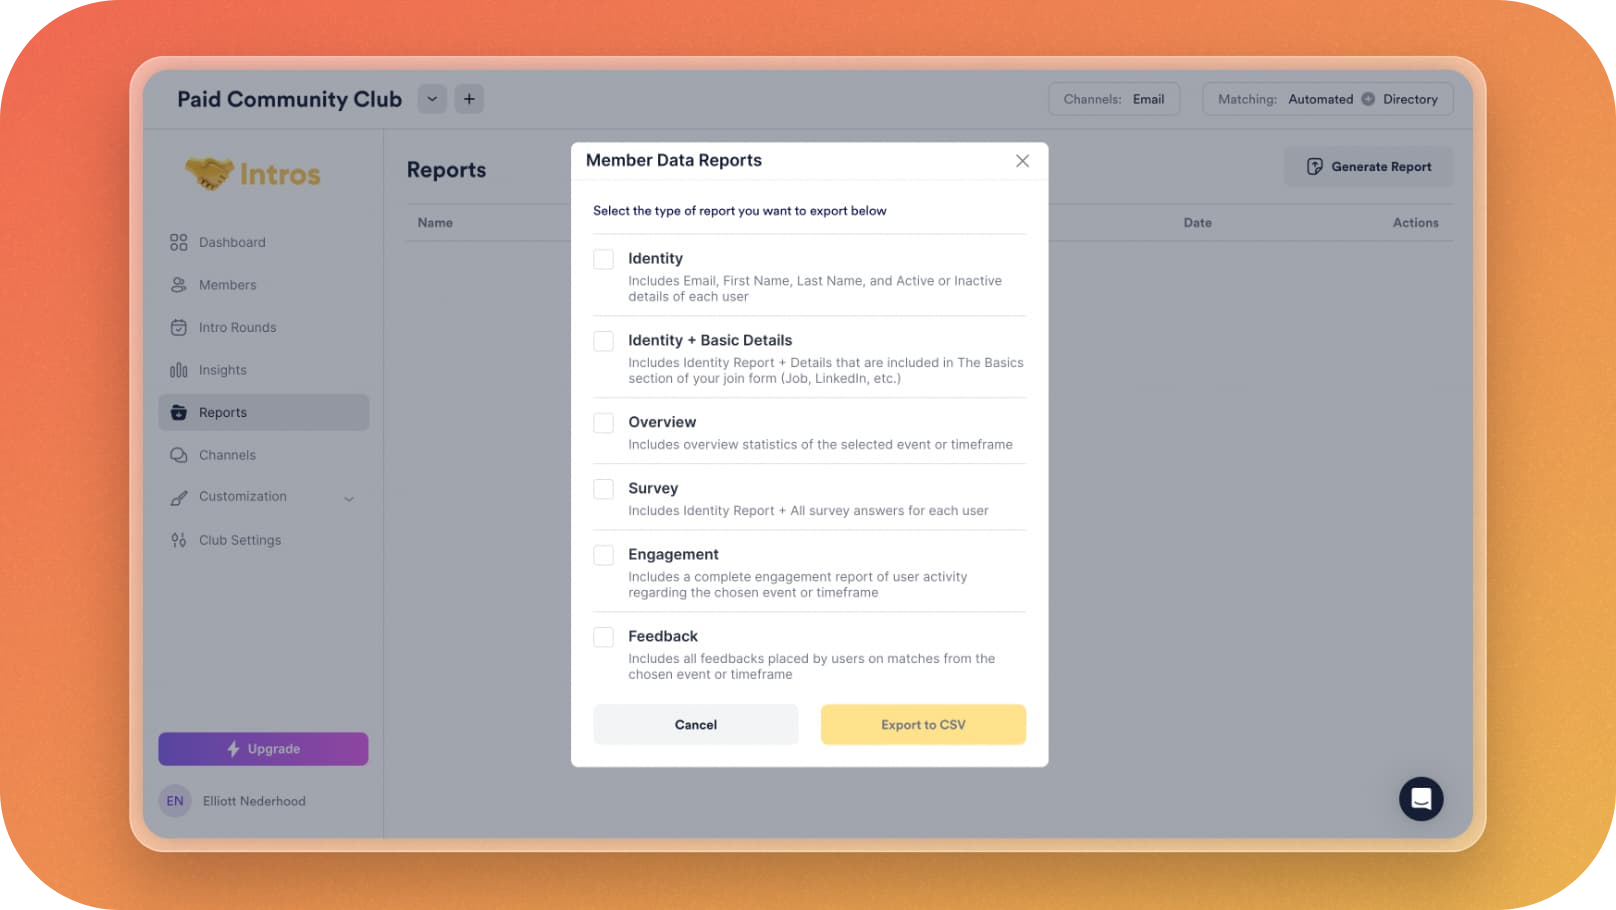 Paid Community Club
Channels: Email
Matching: Automated Directory
Intros
Dashboard
Members
Intro Rounds
Insights
Reports
Channels
Customization
Club Settings
Upgrade
EN Elliott Nederhood
Reports
Generate Report
Name Date Actions
Member Data Reports
Select the type of report you want to export below
Identity
Includes Email, First Name, Last Name, and Active or Inactive
details of each user
Identity + Basic Details
Includes Identity Report + Details that are included in The Basics
section of your join form (Job, LinkedIn, etc.)
Overview
Includes overview statistics of the selected event or timeframe
Survey
Includes Identity Report + All survey answers for each user
Engagement
Includes a complete engagement report of user activity
regarding the chosen event or timeframe
Feedback
Includes all feedbacks placed by users on matches from the
chosen event or timeframe
Cancel
Export to CSV